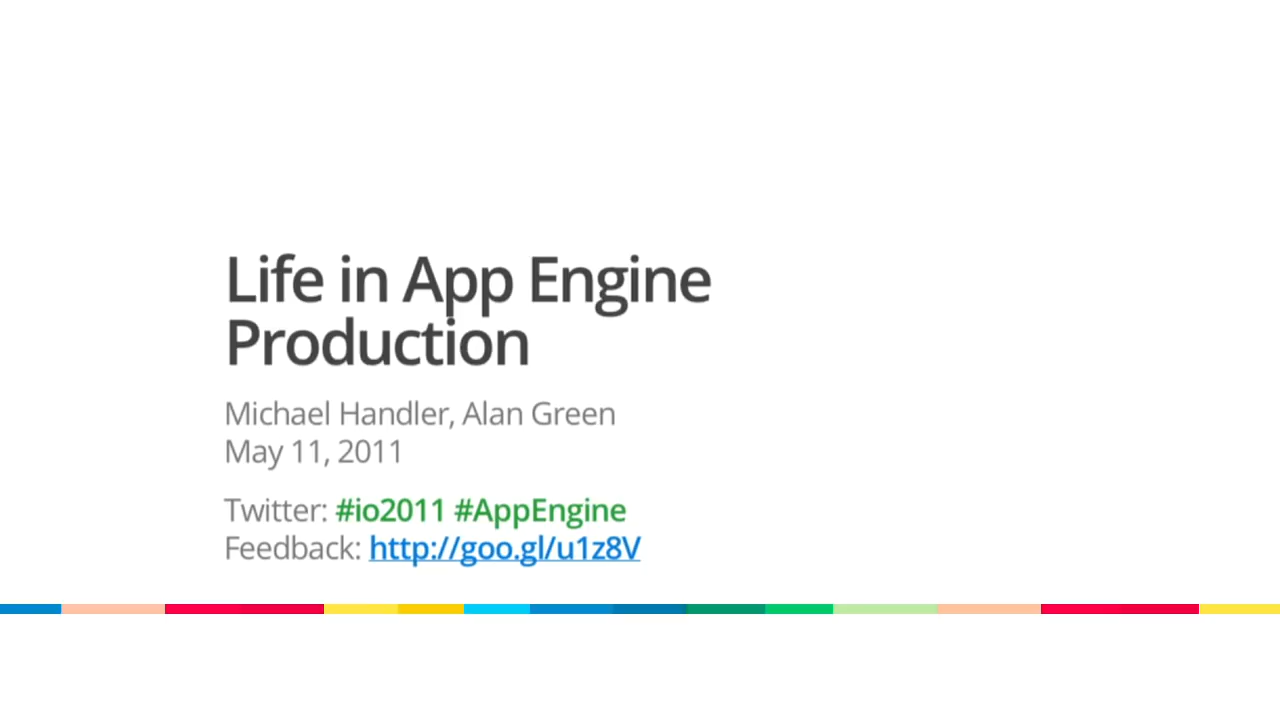 Life in App Engine
Production
Michael Handler, Alan Green
May 11, 2011
Twitter: #io2011 #AppEngine
Feedback: http://goo.gl/u1z8V